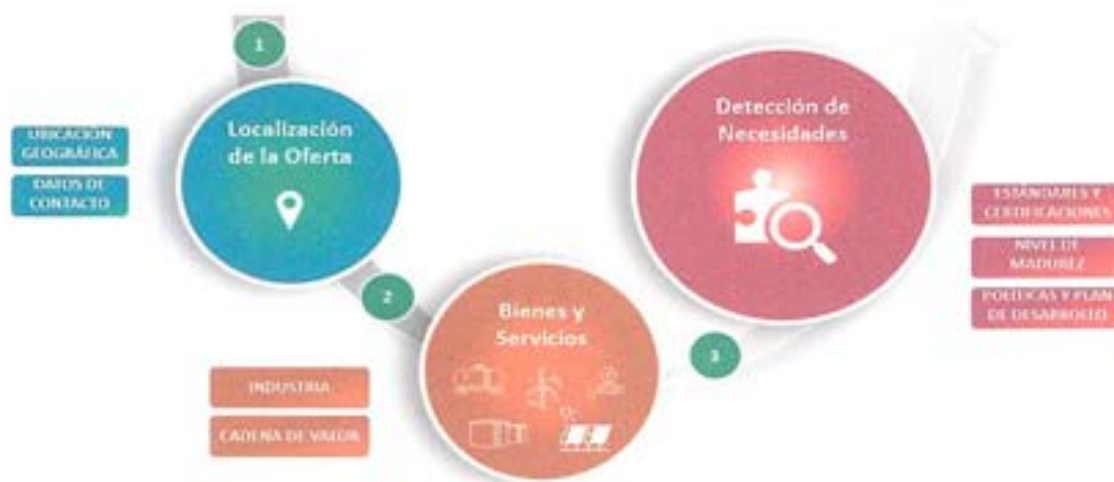 1
Localización
de la Oferta
UBICACIÓN
GEOGRÁFICA
DATOS DE
CONTACTO
2
Bienes y
Servicios
INDUSTRIA
CADENA DE VALOR
3
Detección de
Necesidades
ESTÁNDARES Y
CERTIFICACIONES
NIVEL DE
MADUREZ
POLÍTICAS Y PLAN
DE DESARROLLO